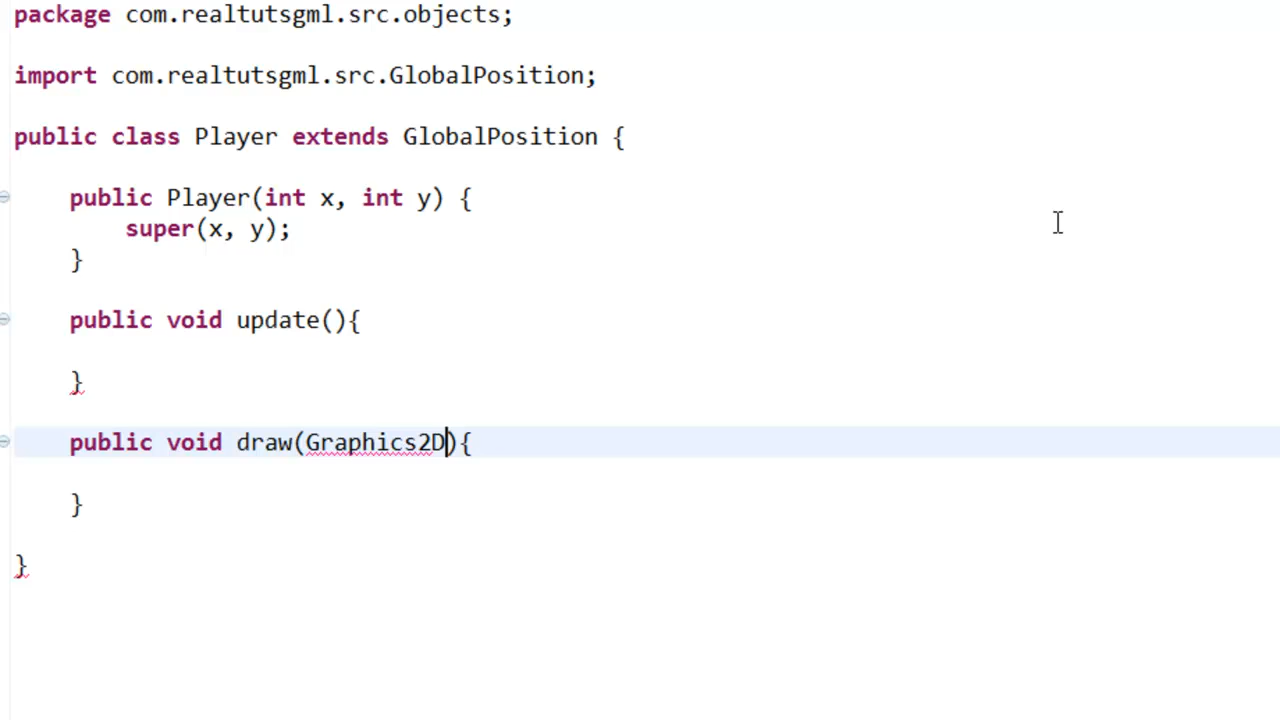 package com.realtutsgml.src.objects;
import com.realtutsgml.src.GlobalPosition;
public class Player extends GlobalPosition {
public Player(int x, int y) {
super(x, y);
}
public void update(){
}
public void draw(Graphics2D){
}
}